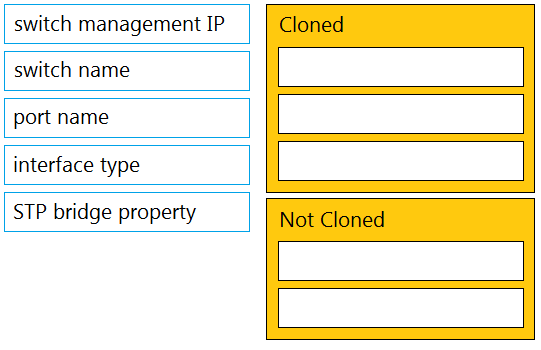 switch management IP
switch name
port name
interface type
STP bridge property
Cloned
Not Cloned